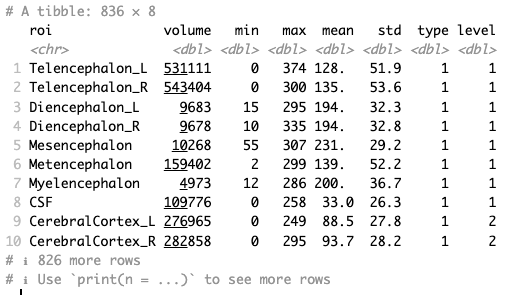 # A tibble: 836 × 8
roi volume min max mean std type level
<chr> <dbl> <dbl> <dbl> <dbl> <dbl> <dbl> <dbl>
1 Telencephalon_L 531111 0 374 128. 51.9 1 1
2 Telencephalon_R 543404 0 300 135. 53.6 1 1
3 Diencephalon_L 9683 15 295 194. 32.3 1 1
4 Diencephalon_R 9678 10 335 194. 32.8 1 1
5 Mesencephalon 10268 55 307 231. 29.2 1 1
6 Metencephalon 159402 2 299 139. 52.2 1 1
7 Myelencephalon 4973 12 286 200. 36.7 1 1
8 CSF 109776 0 258 33.0 26.3 1 1
9 CerebralCortex_L 276965 0 249 88.5 27.8 1 2
10 CerebralCortex_R 282858 0 295 93.7 28.2 1 2
# ℹ 826 more rows
# ℹ Use `print(n = ...)` to see more rows